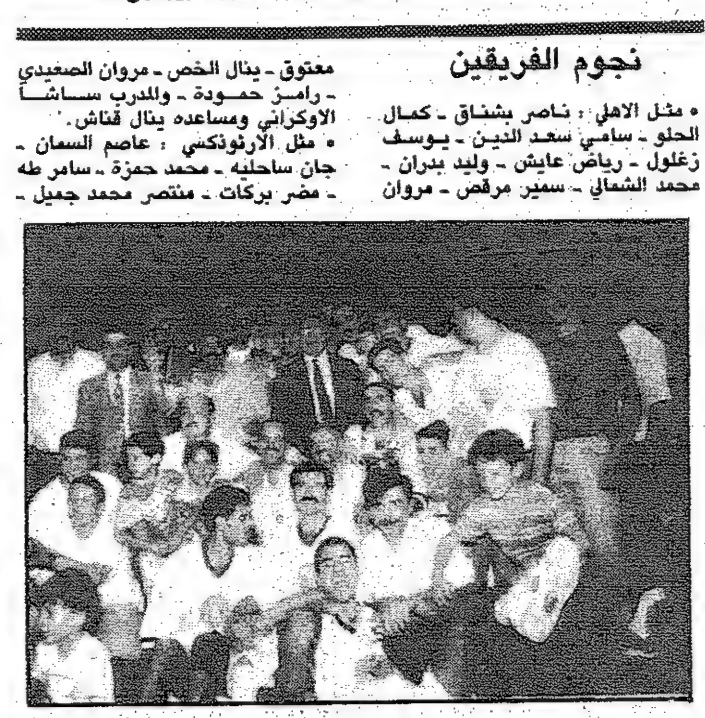 نجوم الفريقين
• مثل الاهلي : ناصر بشناق - كمال
الحلو - سامي سعد الدين - يوسف
زغلول - رياض عايش - وليد بدران -
محمد الشمالي - سمير مرقص - مروان
معتوق - ينال الخص - مروان الصعيدي
- رامز حمودة - والمدرب ساشا
الاوكراني ومساعده ينال قناش.
• مثل الأرثوذكسي : عاصم السمان -
جان ساحليه - محمد حمزة - سامر طه
- مضر بركات - منتصر محمد جميل -